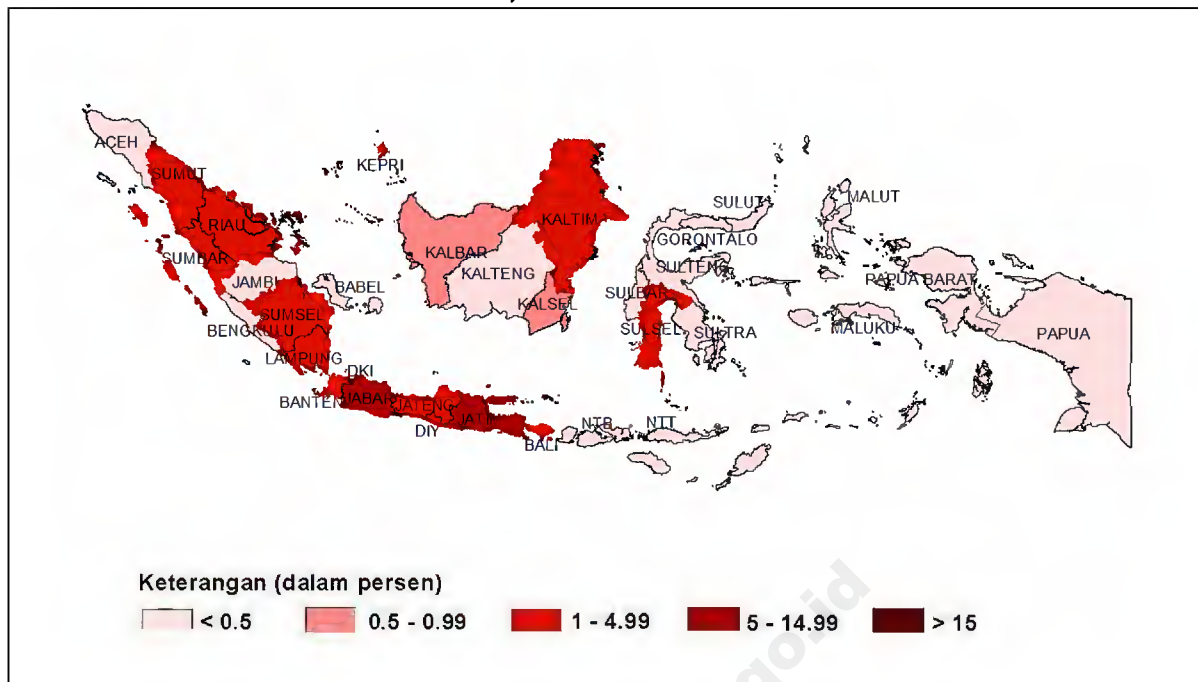 ACEH
SUMUT
KEPRI
RIAU
SUMBAR
JAMBI
BABEL
SUMSEL
BENGKULU
LAMPUNG
DKI
BANTEN
JABAR
JATENG
DIY
BALI
NTB
NTT
KALBAR
KALTENG
KALTIM
KALSEL
SULUT
GORONTALO
SULTENG
SULBAR
SULSEL
SULTRA
MALUT
MALUKU
PAPUA BARAT
PAPUA
Keterangan (dalam persen)
< 0.5
0.5 - 0.99
1 - 4.99
5 - 14.99
> 15
go.id